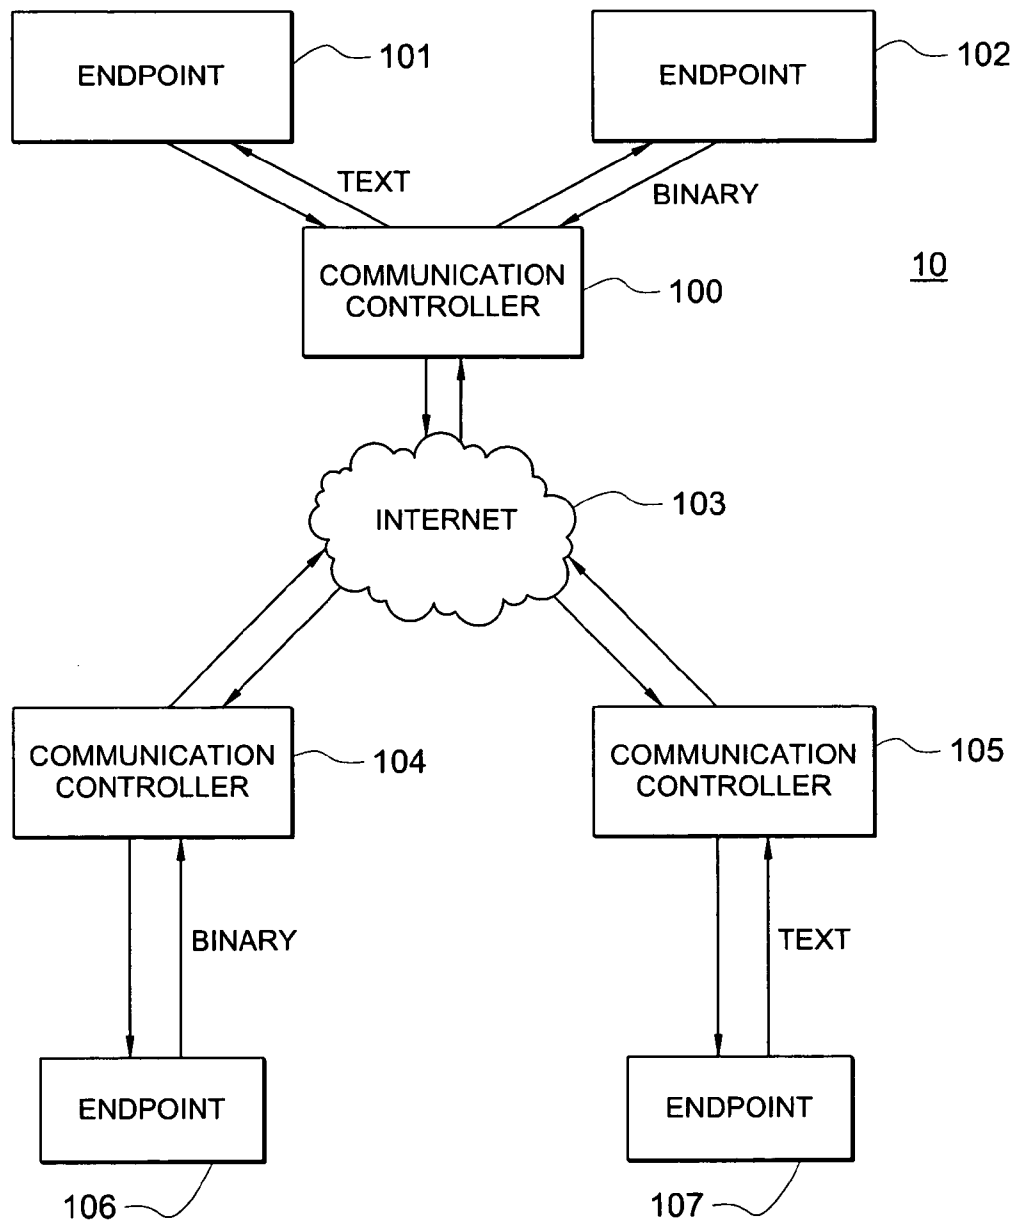 ENDPOINT
101
ENDPOINT
102
TEXT
BINARY
COMMUNICATION
CONTROLLER
100
10
INTERNET
103
COMMUNICATION
CONTROLLER
104
COMMUNICATION
CONTROLLER
105
BINARY
TEXT
ENDPOINT
ENDPOINT
106
107